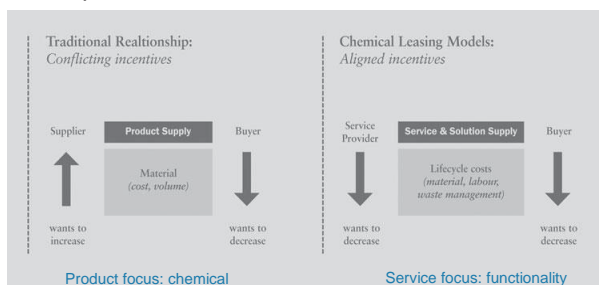 Traditional Realtionship:
Conflicting incentives
Supplier
Product Supply
Buyer
Material
(cost, volume)
wants to
increase
wants to
decrease
Product focus: chemical
Chemical Leasing Models:
Aligned incentives
Service
Provider
Service & Solution Supply
Buyer
Lifecycle costs
(material, labour,
waste management)
wants to
decrease
wants to
decrease
Service focus: functionality